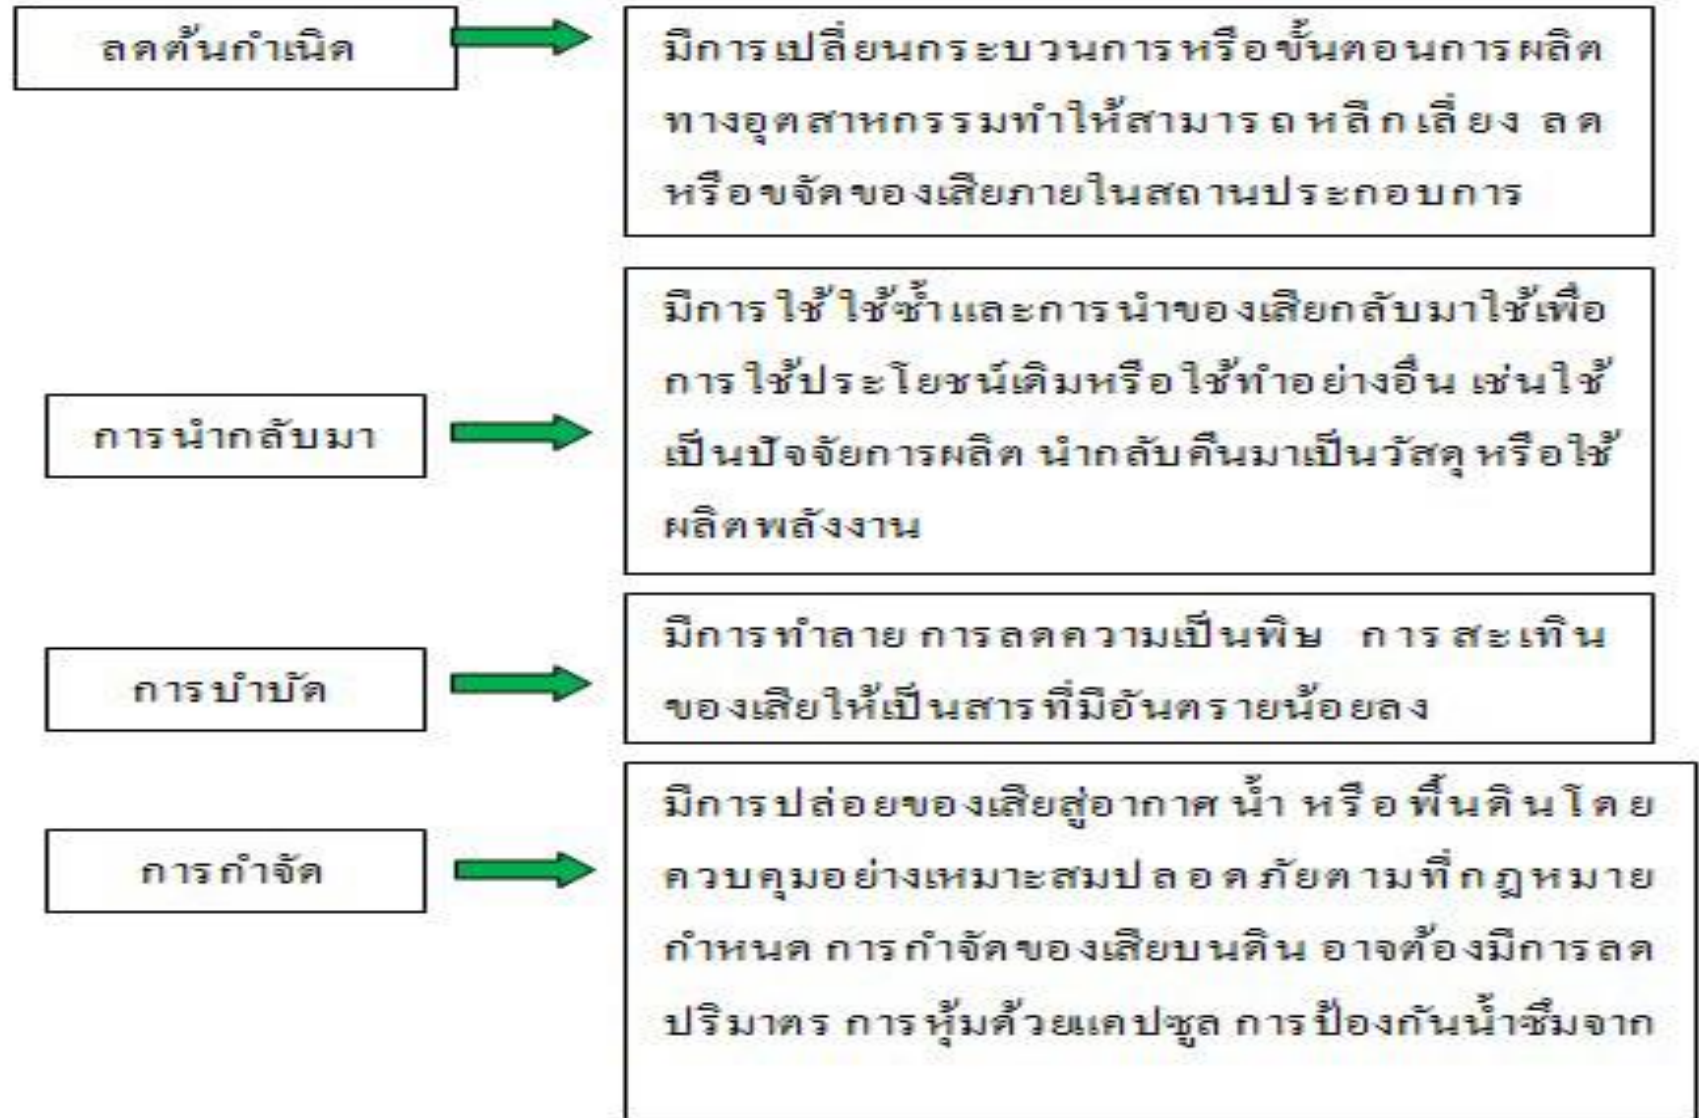 ลดต้นกำเนิด
มีการเปลี่ยนกระบวนการหรือขั้นตอนการผลิต
ทางอุตสาหกรรมทำให้สามารถหลีกเลี่ยง ลด
หรือขจัดของเสียภายในสถานประกอบการ
การนำกลับมา
มีการใช้ ใช้ซ้ำและการนำของเสียกลับมาใช้เพื่อ
การใช้ประโยชน์เดิมหรือใช้ทำอย่างอื่น เช่นใช้
เป็นปัจจัยการผลิต นำกลับคืนมาเป็นวัสดุ หรือใช้
ผลิตพลังงาน
การบำบัด
มีการทำลาย การลดความเป็นพิษ การสะเทิน
ของเสียให้เป็นสารที่มีอันตรายน้อยลง
การกำจัด
มีการปล่อยของเสียสู่อากาศ น้ำ หรือพื้นดินโดย
ควบคุมอย่างเหมาะสมปลอดภัยตามที่กฎหมาย
กำหนด การกำจัดของเสียบนดิน อาจต้องมีการลด
ปริมาตร การหุ้มด้วยแคปซูล การป้องกันน้ำซึมจาก